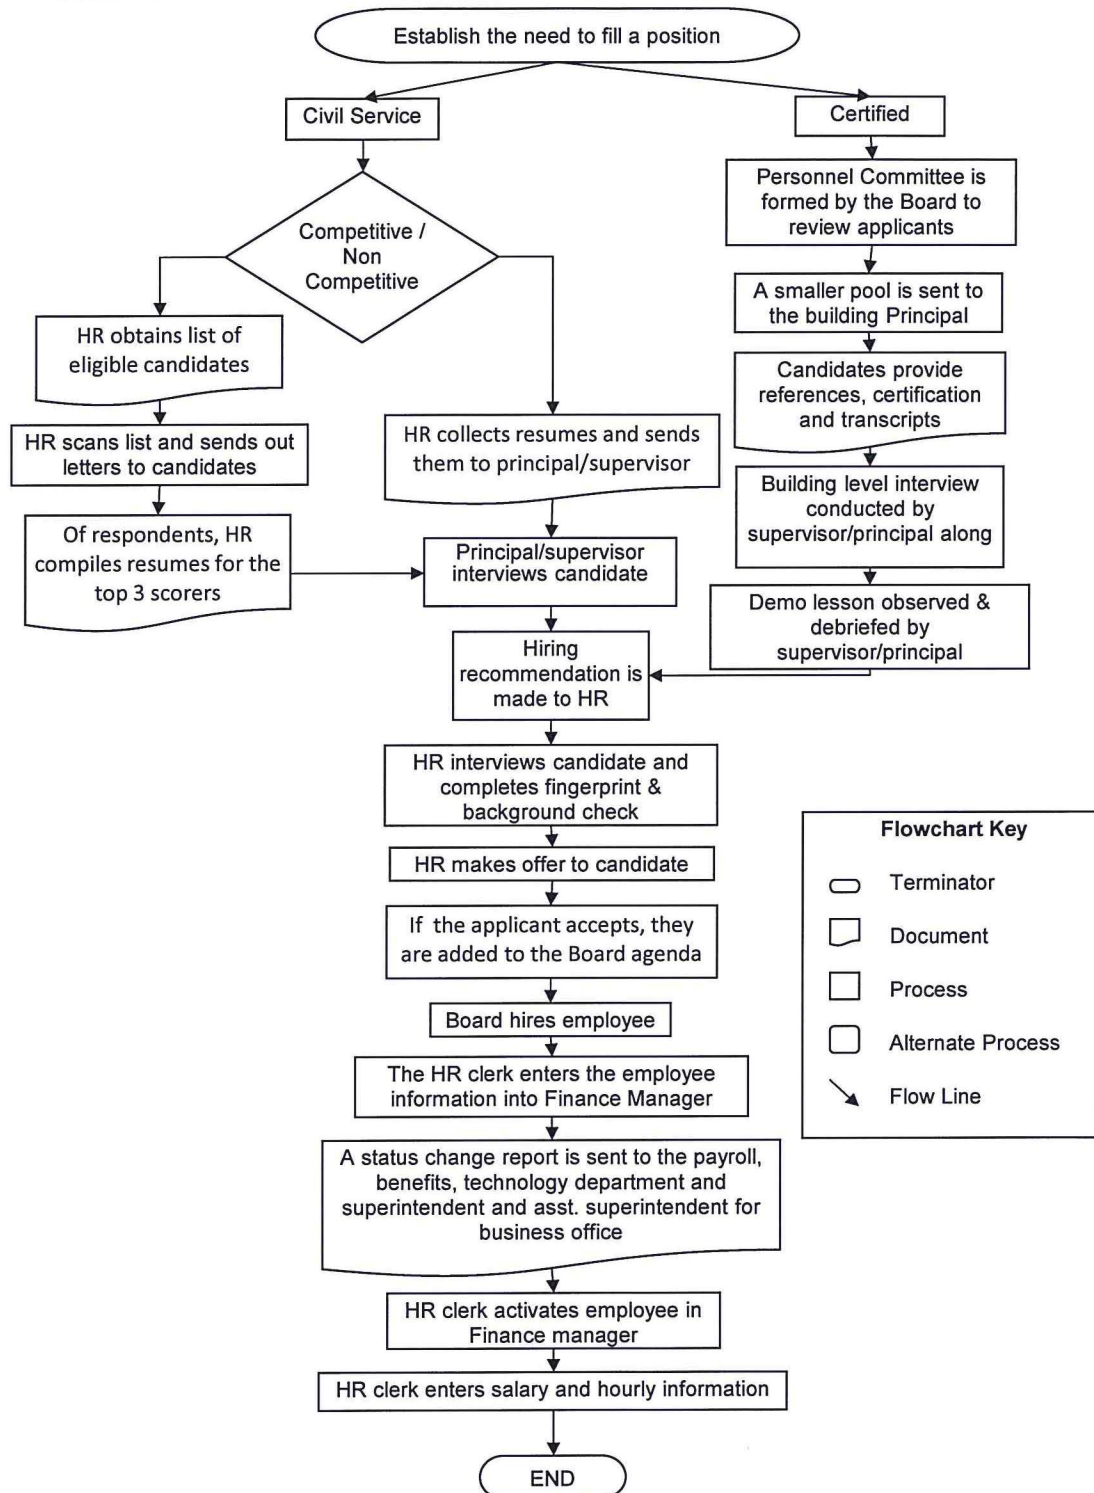 Establish the need to fill a position
Civil Service
Certified
Competitive /
Non
Competitive
Personnel Committee is
formed by the Board to
review applicants
A smaller pool is sent to
the building Principal
HR obtains list of
eligible candidates
Candidates provide
references, certification
and transcripts
HR scans list and sends out
letters to candidates
HR collects resumes and sends
them to principal/supervisor
Building level interview
conducted by
supervisor/principal along
Of respondents, HR
compiles resumes for the
top 3 scorers
Principal/supervisor
interviews candidate
Demo lesson observed &
debriefed by
supervisor/principal
Hiring
recommendation is
made to HR
HR interviews candidate and
completes fingerprint &
background check
HR makes offer to candidate
If the applicant accepts, they
are added to the Board agenda
Board hires employee
The HR clerk enters the employee
information into Finance Manager
A status change report is sent to the payroll,
benefits, technology department and
superintendent and asst. superintendent for
business office
HR clerk activates employee in
Finance manager
HR clerk enters salary and hourly information
END
Flowchart Key
Terminator
Document
Process
Alternate Process
Flow Line